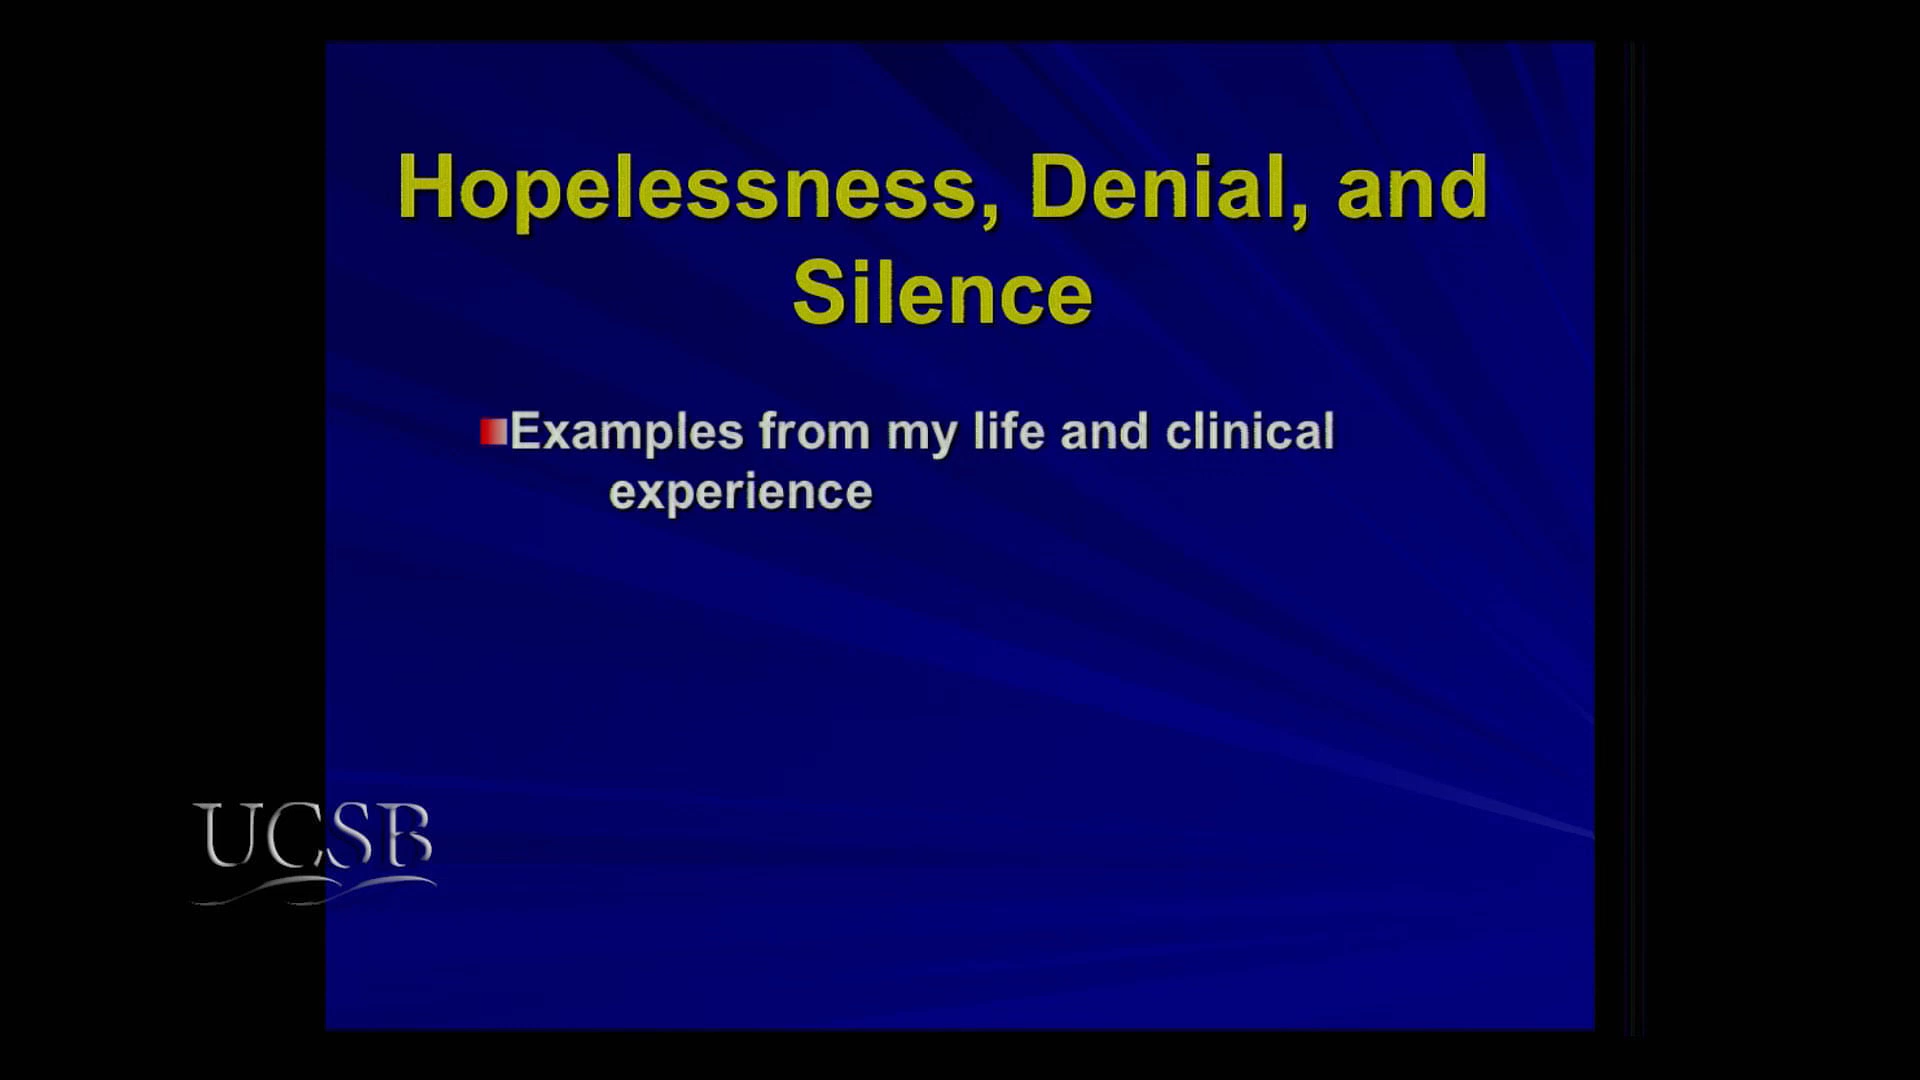 Hopelessness, Denial, and
Silence
Examples from my life and clinical
experience
UCSB